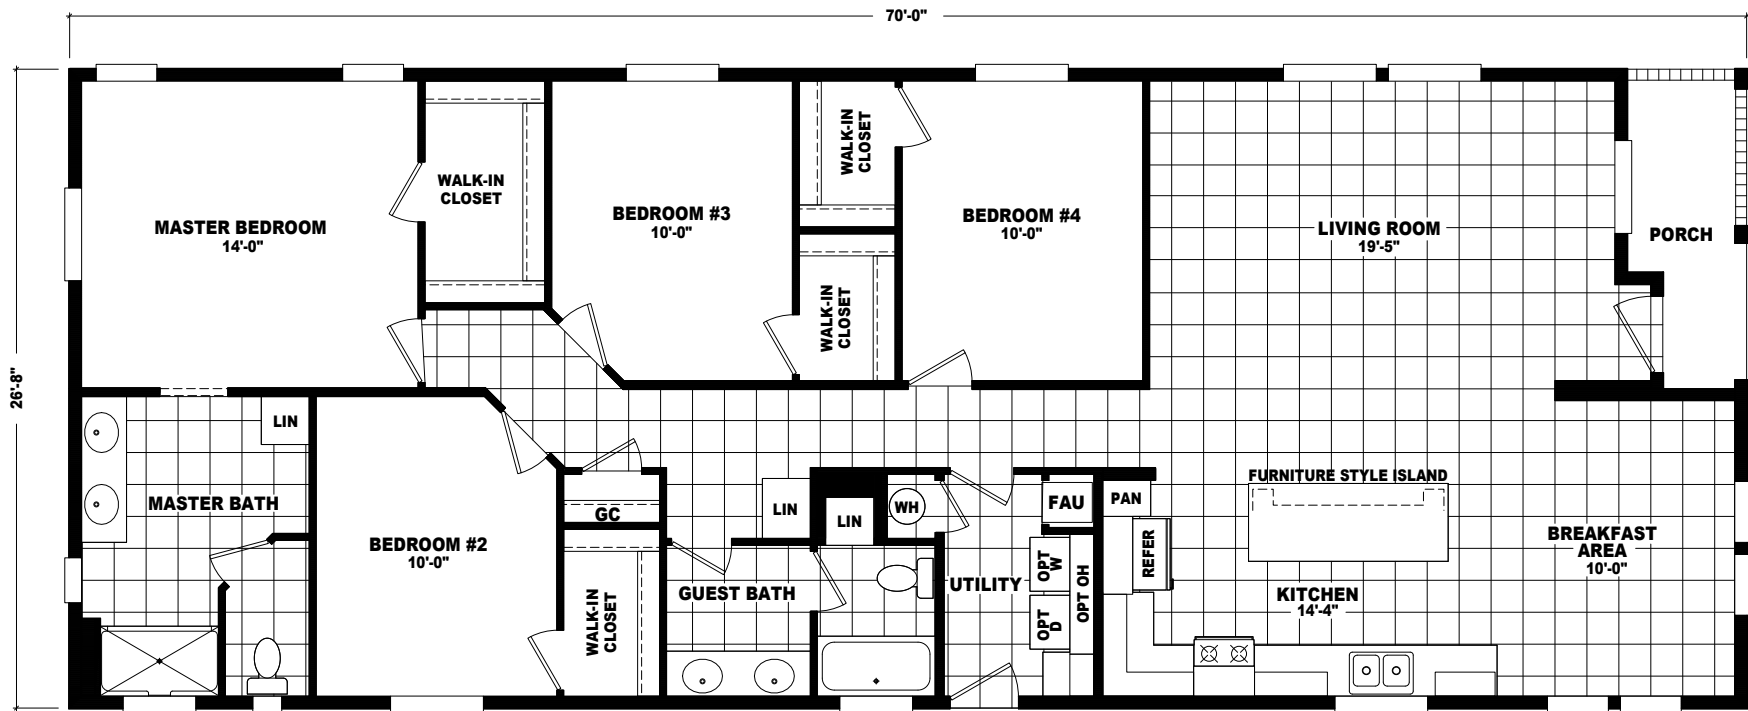 70'-0"
26'-8"
MASTER BEDROOM
14'-0"
WALK-IN
CLOSET
BEDROOM #3
10'-0"
WALK-IN
CLOSET
WALK-IN
CLOSET
BEDROOM #4
10'-0"
LIVING ROOM
19'-5"
PORCH
LIN
MASTER BATH
BEDROOM #2
10'-0"
GC
WALK-IN
CLOSET
LIN
GUEST BATH
LIN
WH
UTILITY
FAU
OPT
W
OPT
D
OPT OH
PAN
REFER
FURNITURE STYLE ISLAND
KITCHEN
14'-4"
BREAKFAST
AREA
10'-0"